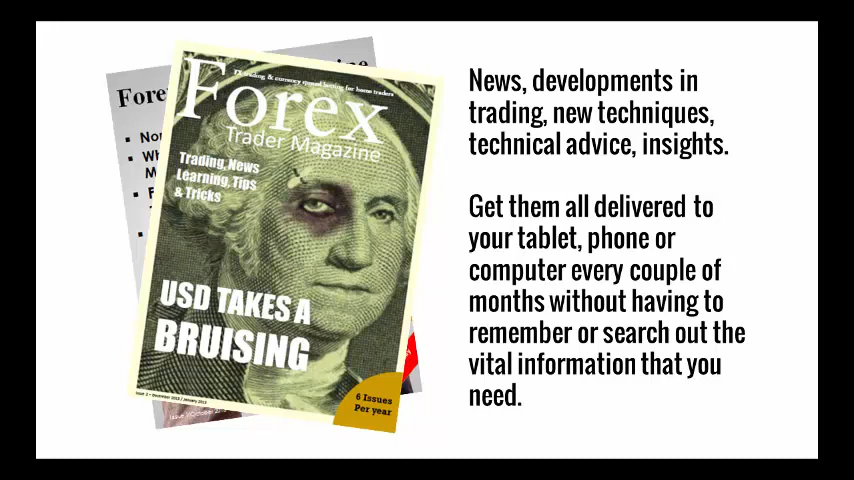 FX trading & currency spread betting for home traders
Forex
Trader Magazine
Trading, News
Learning, Tips
& Tricks
USD TAKES A
BRUISING
6 Issues
Per year
Fore
News, developments in
trading, new techniques,
technical advice, insights.
Get them all delivered to
your tablet, phone or
computer every couple of
months without having to
remember or search out the
vital information that you
need.